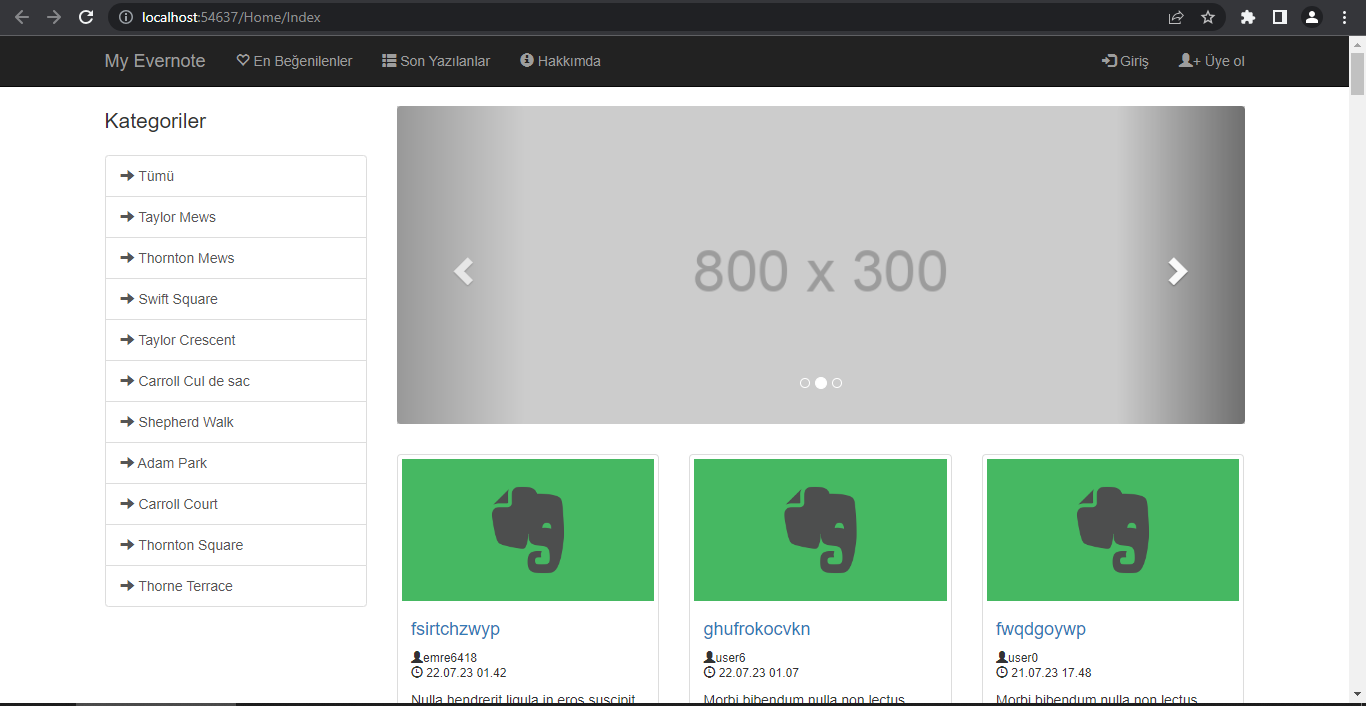 localhost:54637/Home/Index
My Evernote En Beğenilenler Son Yazılanlar Hakkımda Giriş + Üye ol
Kategoriler
Tümü
Taylor Mews
Thornton Mews
Swift Square
Taylor Crescent
Carroll Cul de sac
Shepherd Walk
Adam Park
Carroll Court
Thornton Square
Thorne Terrace
800 x 300
fsirtchzwyp
emre6418
22.07.23 01.42
Nulla hendrerit ligula in eros suscipit
ghufrokocvkn
user6
22.07.23 01.07
Morbi bibendum nulla non lectus
fwqdgoywp
user0
21.07.23 17.48
Morbi bibendum nulla non lectus